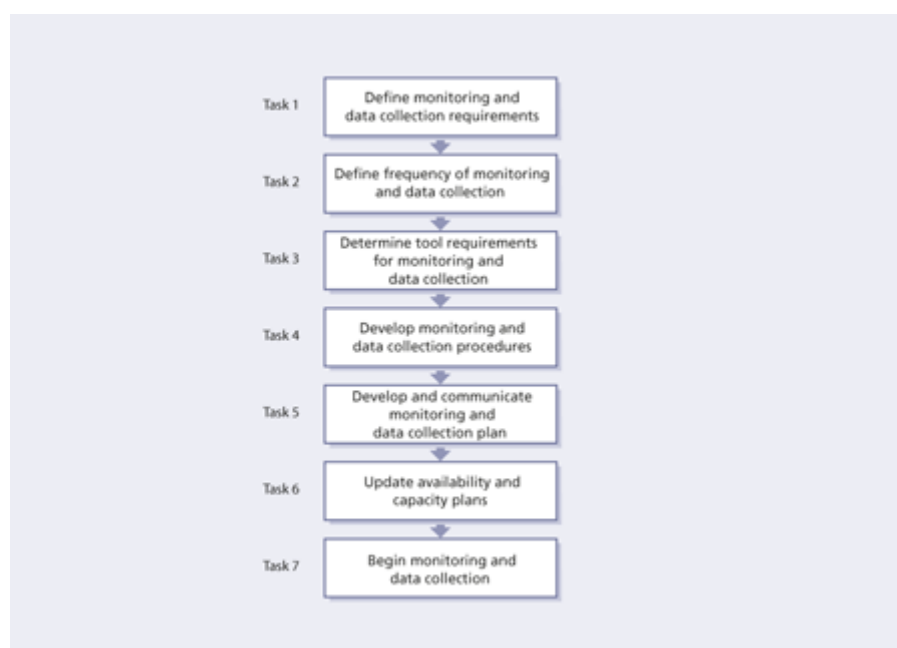 Task 1
Define monitoring and
data collection requirements
Task 2
Define frequency of monitoring
and data collection
Task 3
Determine tool requirements
for monitoring and
data collection
Task 4
Develop monitoring and
data collection procedures
Task 5
Develop and communicate
monitoring and
data collection plan
Task 6
Update availability and
capacity plans
Task 7
Begin monitoring and
data collection